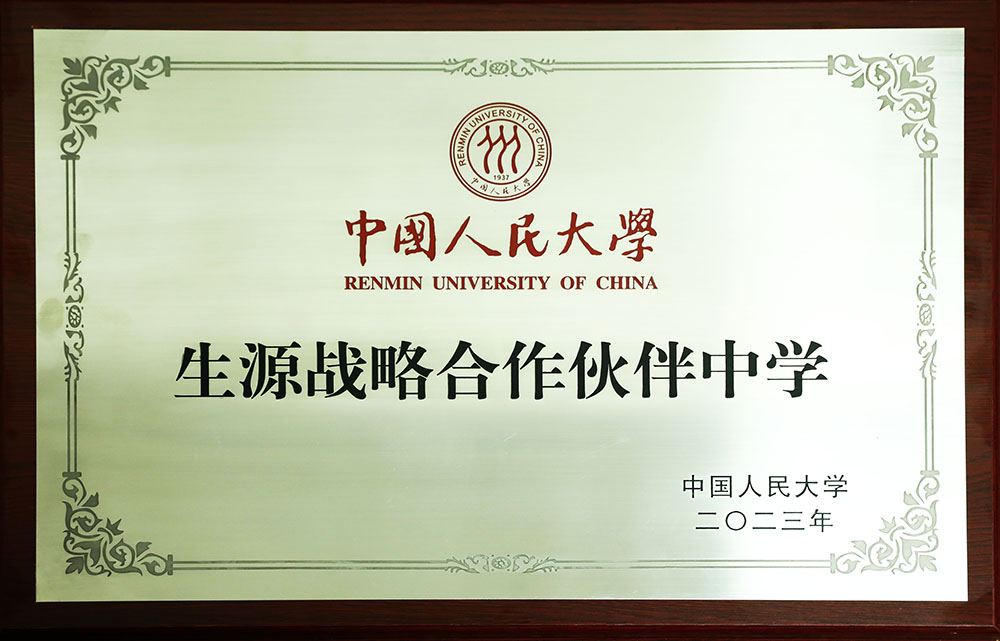 RENMIN UNIVERSITY OF CHINA
1937
中国人民大学
中國人民大學
RENMIN UNIVERSITY OF CHINA
生源战略合作伙伴中学
中国人民大学
二〇二三年